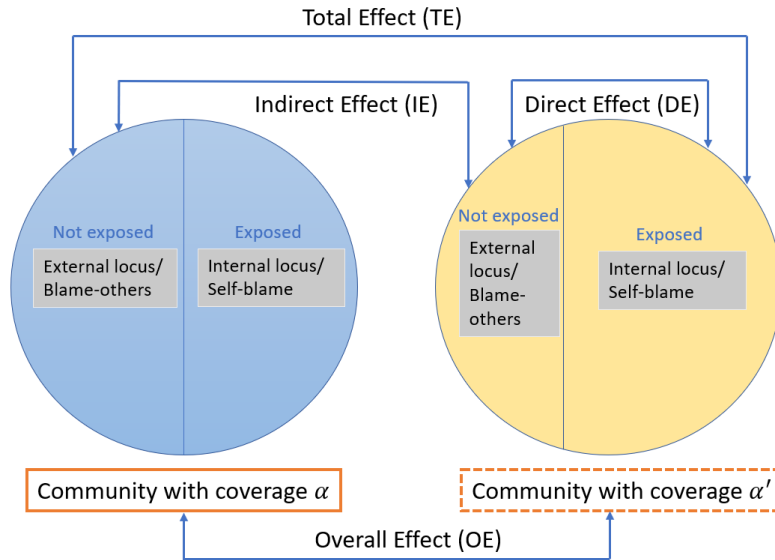 Total Effect (TE)
Indirect Effect (IE)
Direct Effect (DE)
Not exposed
External locus/
Blame-others
Exposed
Internal locus/
Self-blame
Not exposed
External
locus/
Blame-
others
Exposed
Internal locus/
Self-blame
Community with coverage α
Community with coverage α′
Overall Effect (OE)